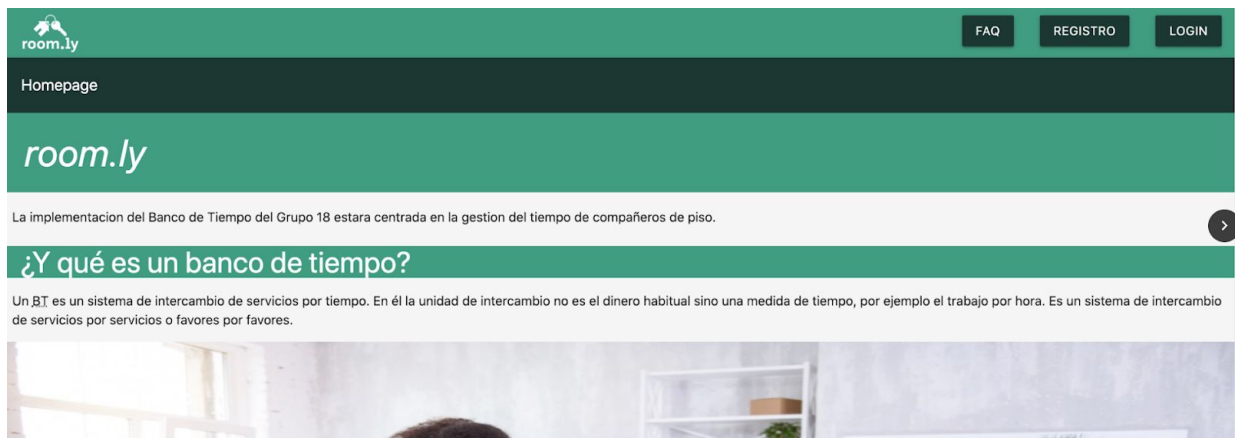 room.ly
FAQ
REGISTRO
LOGIN
Homepage
room.ly
La implementacion del Banco de Tiempo del Grupo 18 estara centrada en la gestion del tiempo de compañeros de piso.
¿Y qué es un banco de tiempo?
Un BT es un sistema de intercambio de servicios por tiempo. En él la unidad de intercambio no es el dinero habitual sino una medida de tiempo, por ejemplo el trabajo por hora. Es un sistema de intercambio
de servicios por servicios o favores por favores.